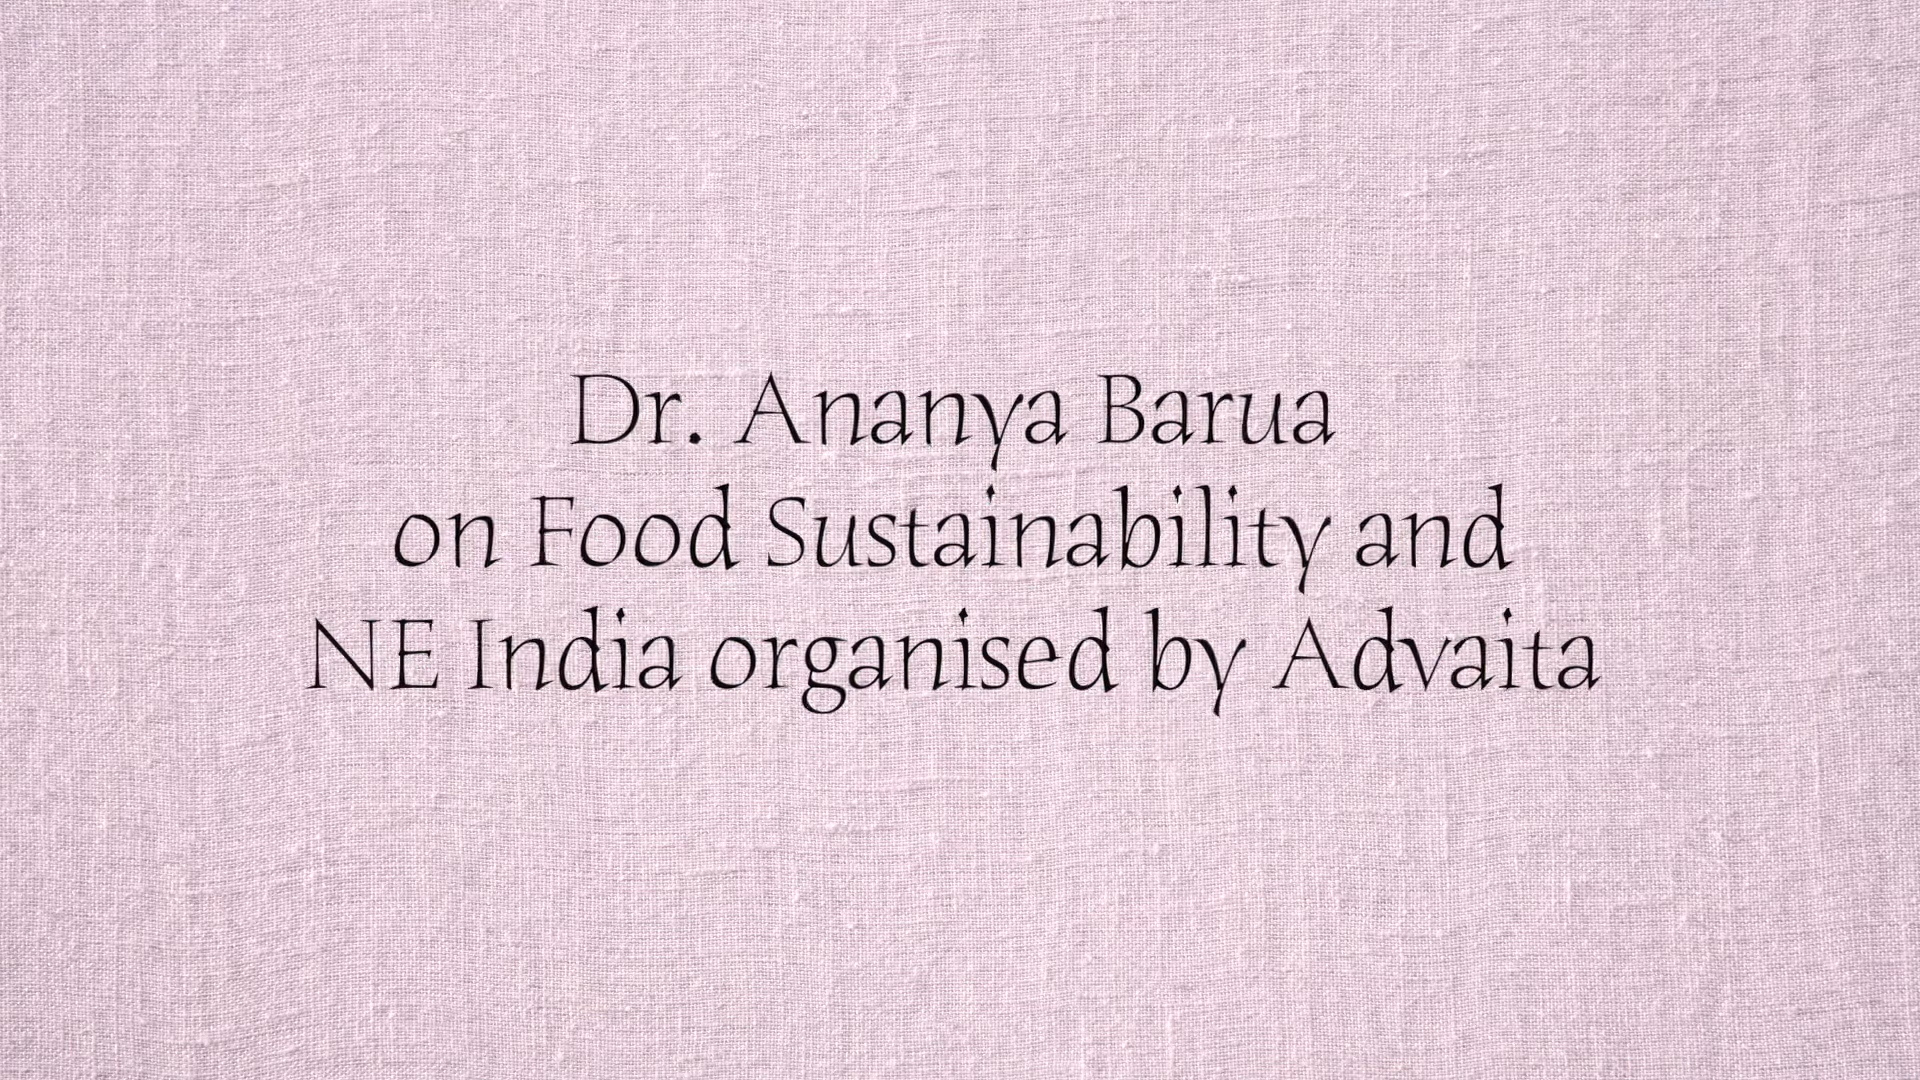 Dr. Ananya Barua
on Food Sustainability and
NE India organised by Advaita